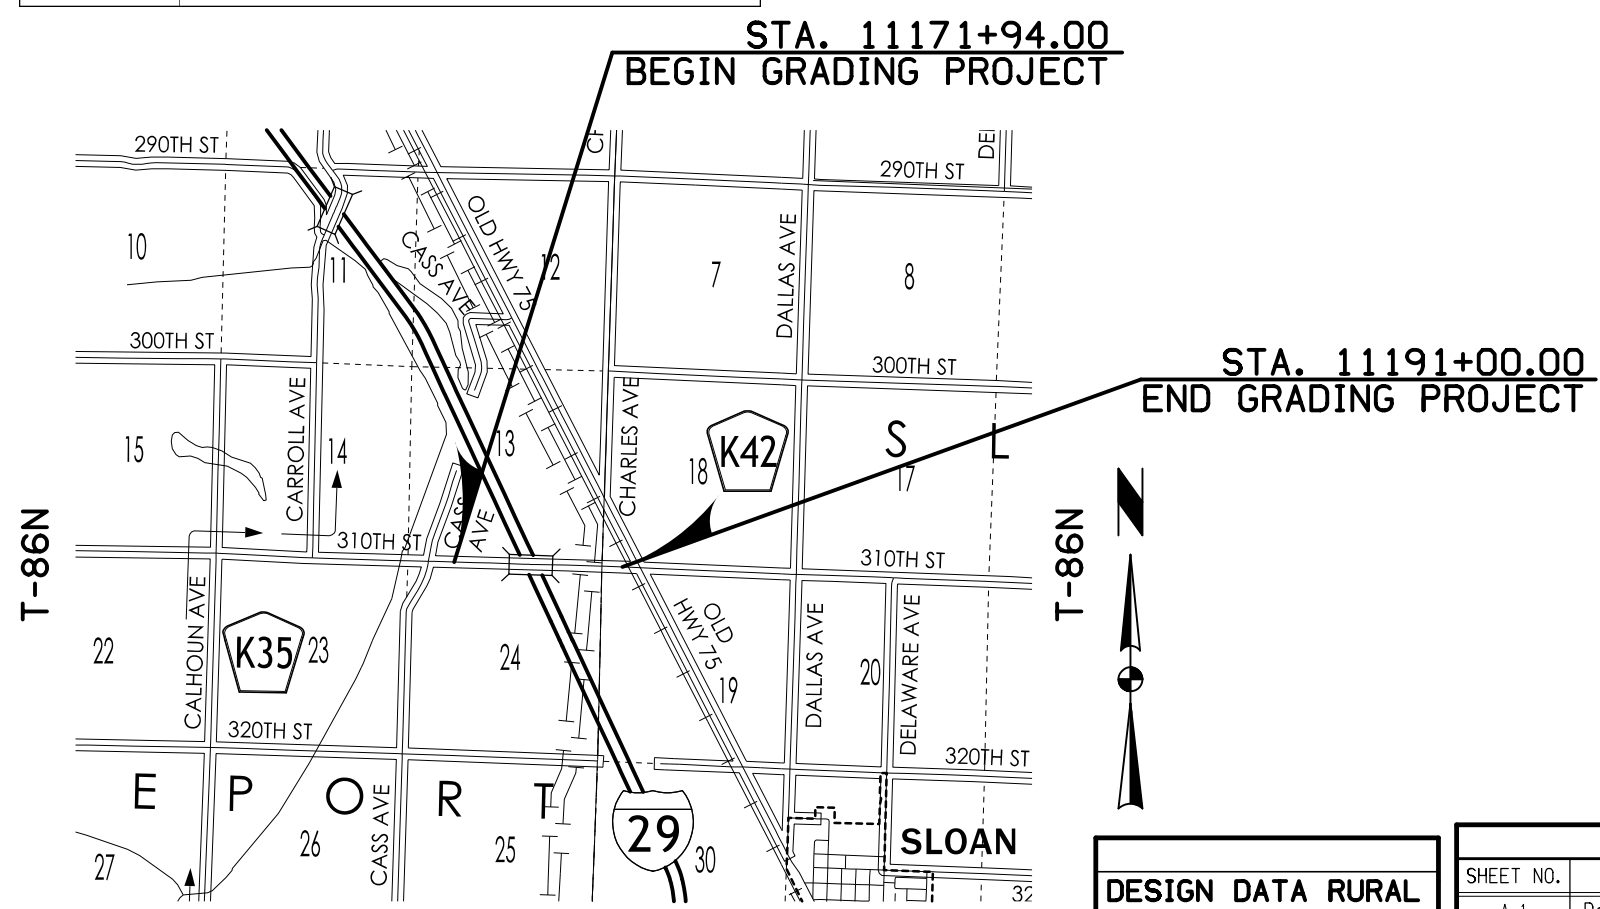 STA. 11171+94.00
BEGIN GRADING PROJECT
290TH ST
290TH ST
OLD HWY 75
CASS AVE
DALLAS AVE
10
11
12
7
8
300TH ST
300TH ST
STA. 11191+00.00
END GRADING PROJECT
CARROLL AVE
CHARLES AVE
15
14
13
18
K42
17
S L
CASS
AVE
T-86N
T-86N
310TH ST
310TH ST
CALHOUN AVE
K35
22
23
24
OLD
HWY 75
19
DALLAS AVE
20
DELAWARE AVE
320TH ST
320TH ST
E P O R T
CASS AVE
27
26
25
29
30
SLOAN
32
DESIGN DATA RURAL
SHEET NO.